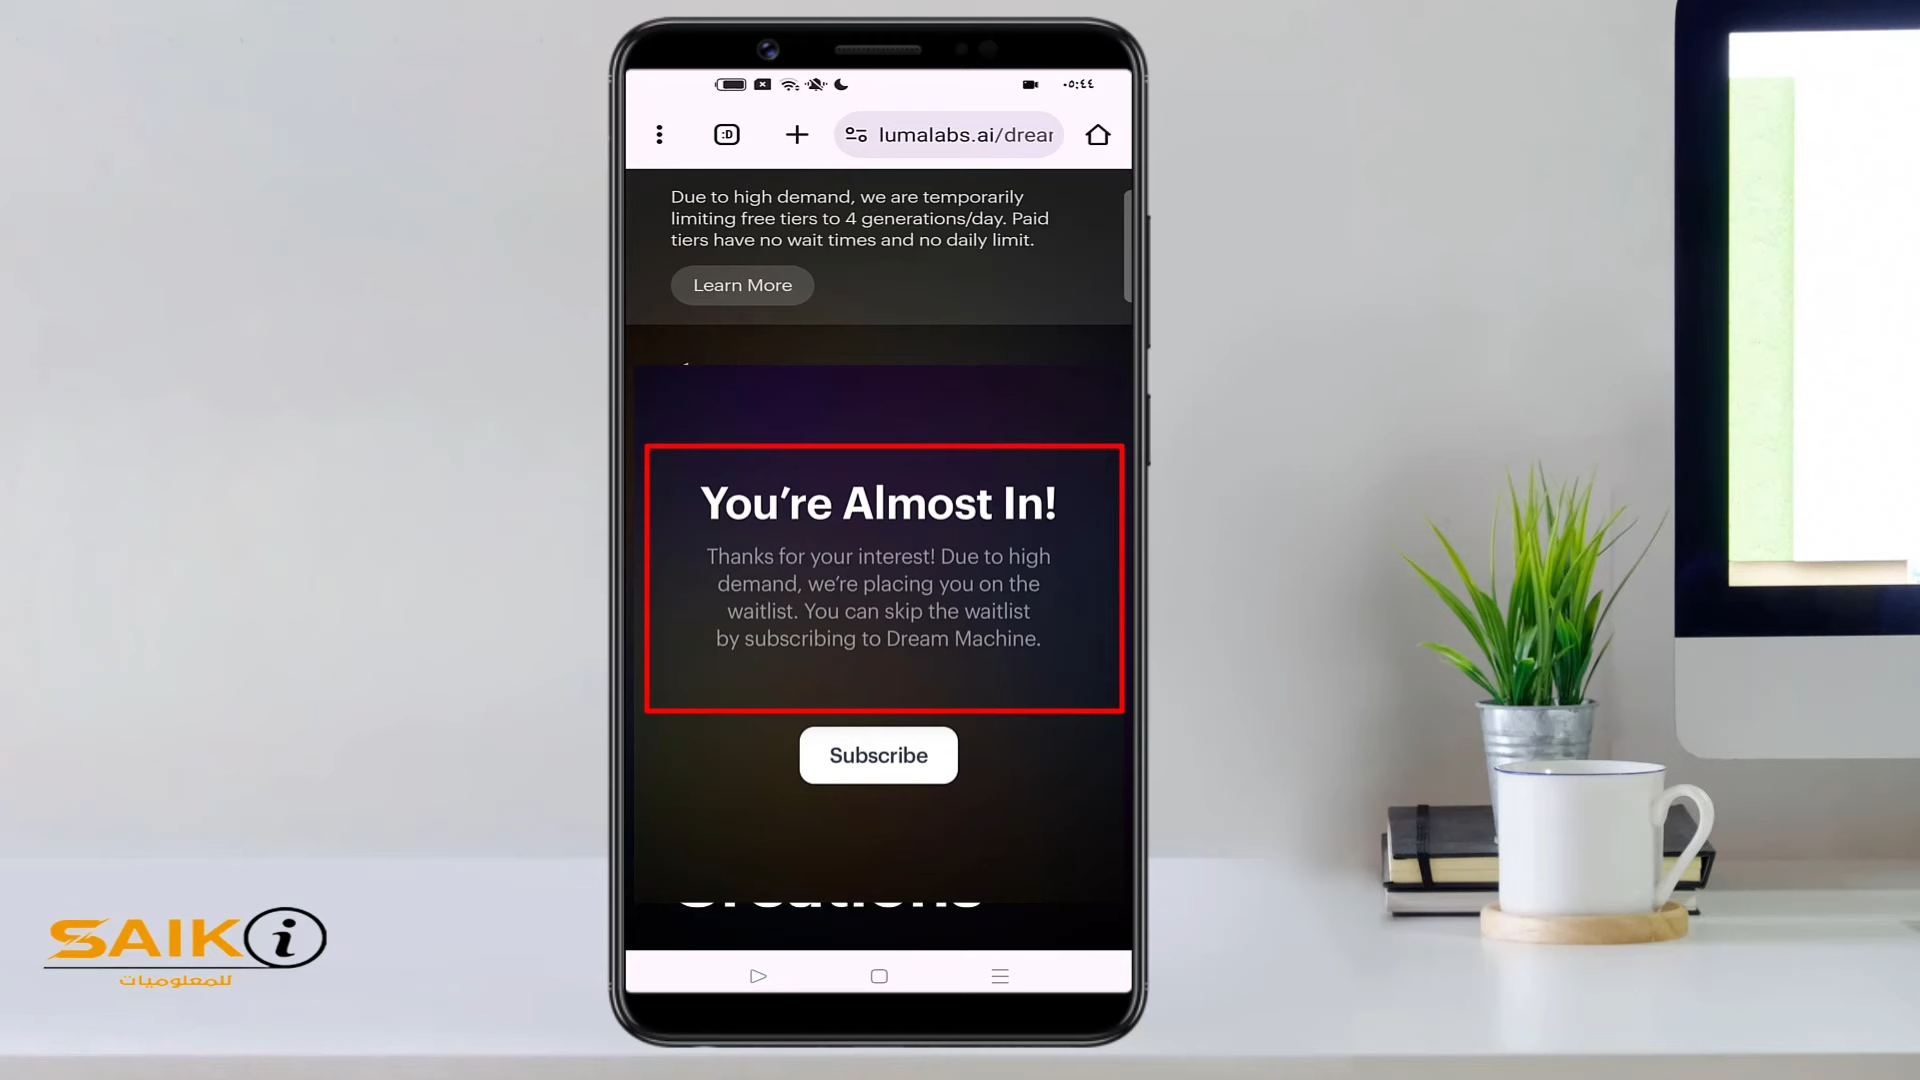 ٠٥:٤٤
:D
lumalabs.ai/drear
Due to high demand, we are temporarily
limiting free tiers to 4 generations/day. Paid
tiers have no wait times and no daily limit.
Learn More
You're Almost In!
Thanks for your interest! Due to high
demand, we're placing you on the
waitlist. You can skip the waitlist
by subscribing to Dream Machine.
Subscribe
Creations
SAIKi
للمعلوميات